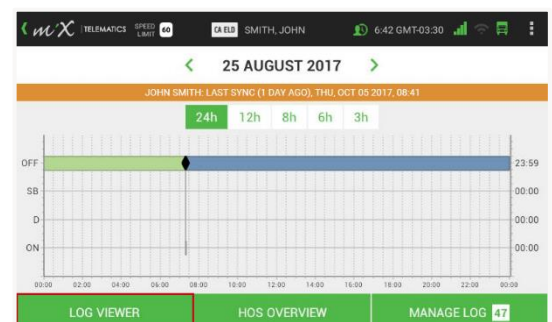 miX TELEMATICS SPEED LIMIT 60 CA ELD SMITH, JOHN 6:42 GMT-03:30
25 AUGUST 2017
JOHN SMITH: LAST SYNC (1 DAY AGO), THU, OCT 05 2017, 08:41
24h 12h 8h 6h 3h
OFF 23:59
SB 00:00
D 00:00
ON 00:00
00:00 02:00 04:00 06:00 08:00 10:00 12:00 14:00 16:00 18:00 20:00 22:00 00:00
LOG VIEWER HOS OVERVIEW MANAGE LOG 47